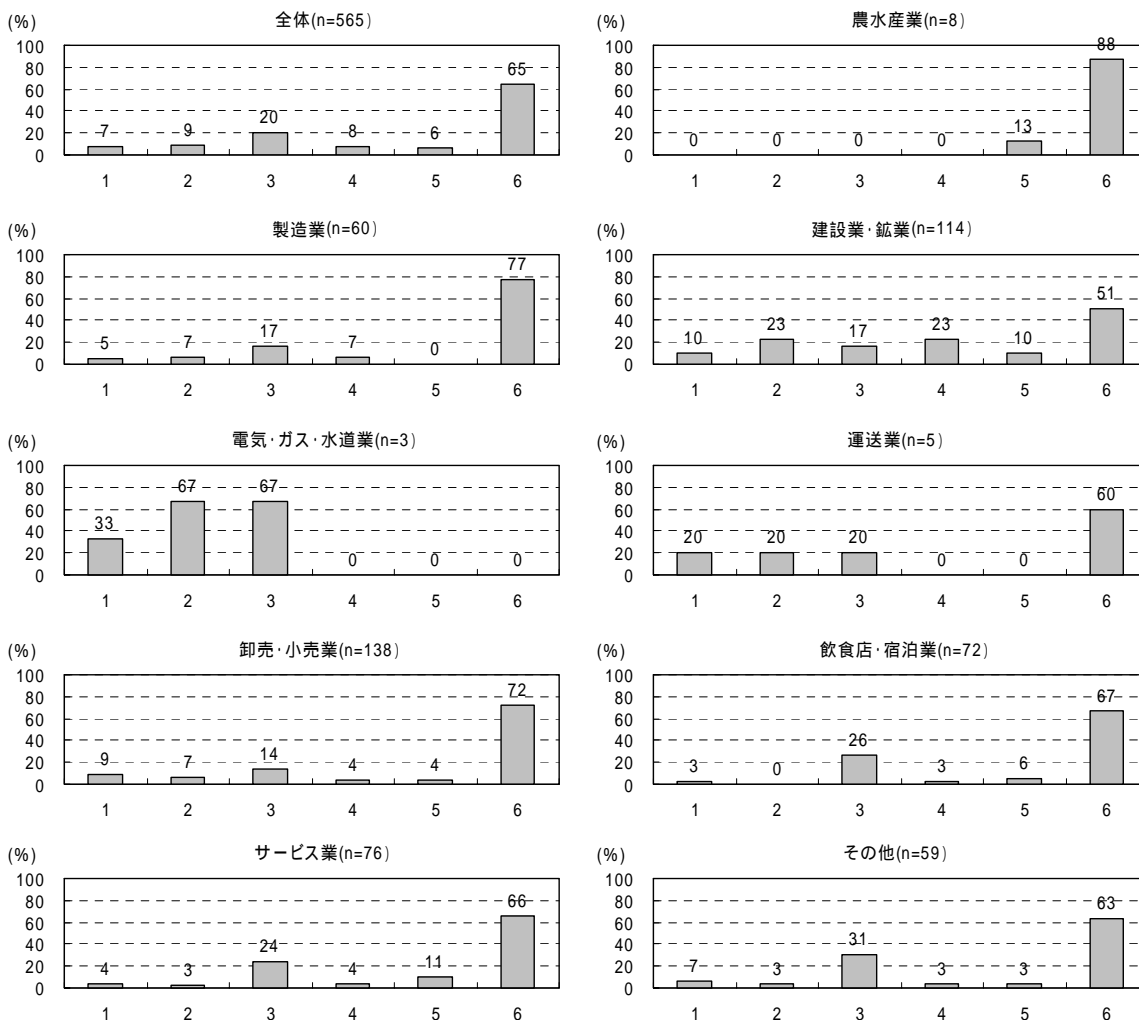 (%) 全体(n=565)
100
80
60
40
20
0
7 9 20 8 6 65
1 2 3 4 5 6
(%) 農水産業(n=8)
100
80
60
40
20
0
0 0 0 0 13 88
1 2 3 4 5 6
(%) 製造業(n=60)
100
80
60
40
20
0
5 7 17 7 0 77
1 2 3 4 5 6
(%) 建設業・鉱業(n=114)
100
80
60
40
20
0
10 23 17 23 10 51
1 2 3 4 5 6
(%) 電気・ガス・水道業(n=3)
100
80
60
40
20
0
33 67 67 0 0 0
1 2 3 4 5 6
(%) 運送業(n=5)
100
80
60
40
20
0
20 20 20 0 0 60
1 2 3 4 5 6
(%) 卸売・小売業(n=138)
100
80
60
40
20
0
9 7 14 4 4 72
1 2 3 4 5 6
(%) 飲食店・宿泊業(n=72)
100
80
60
40
20
0
3 0 26 3 6 67
1 2 3 4 5 6
(%) サービス業(n=76)
100
80
60
40
20
0
4 3 24 4 11 66
1 2 3 4 5 6
(%) その他(n=59)
100
80
60
40
20
0
7 3 31 3 3 63
1 2 3 4 5 6